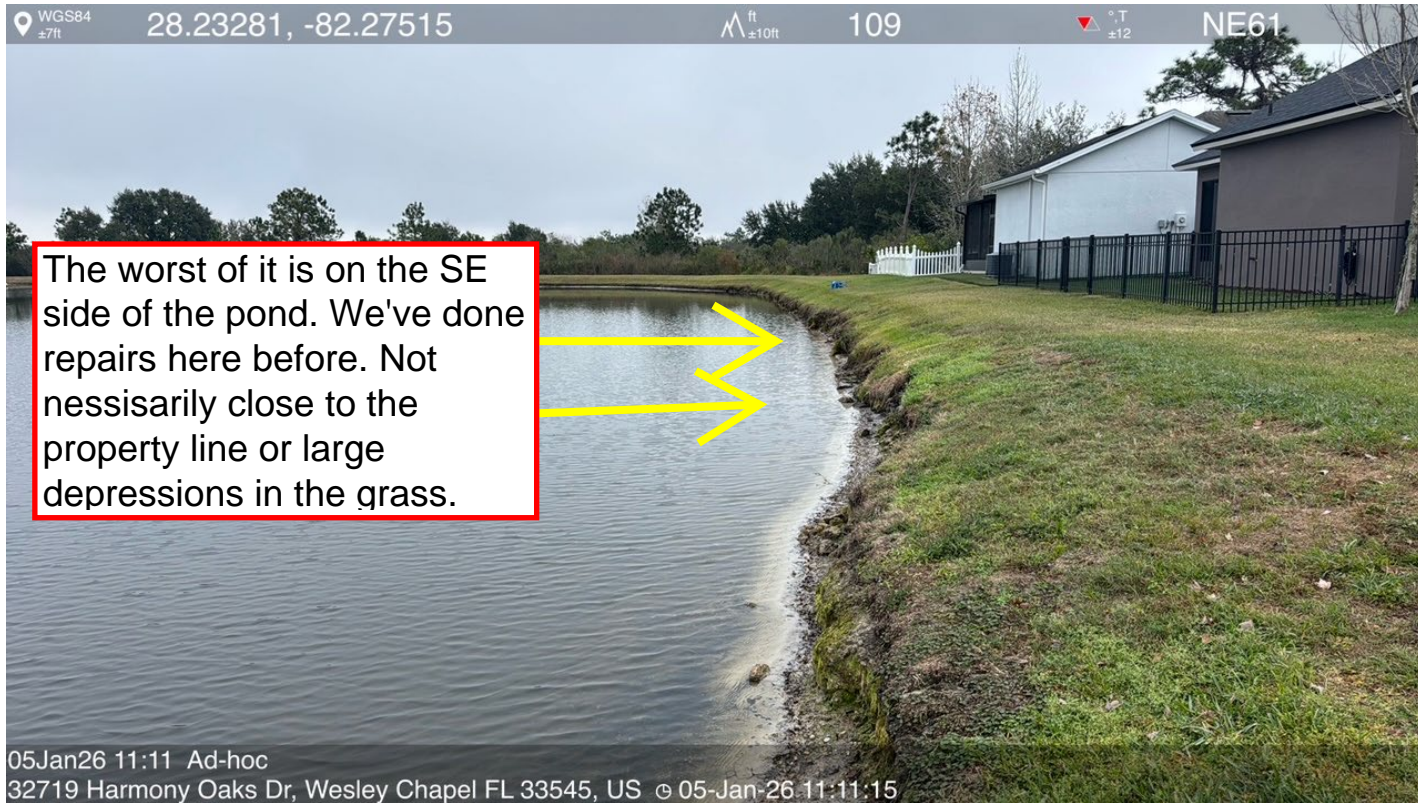 WGS84
±7ft
28.23281, -82.27515
ft
±10ft
109
°,T
±12
NE61
The worst of it is on the SE
side of the pond. We've done
repairs here before. Not
nessisarily close to the
property line or large
depressions in the grass.
05Jan26 11:11 Ad-hoc
32719 Harmony Oaks Dr, Wesley Chapel FL 33545, US 05-Jan-26 11:11:15